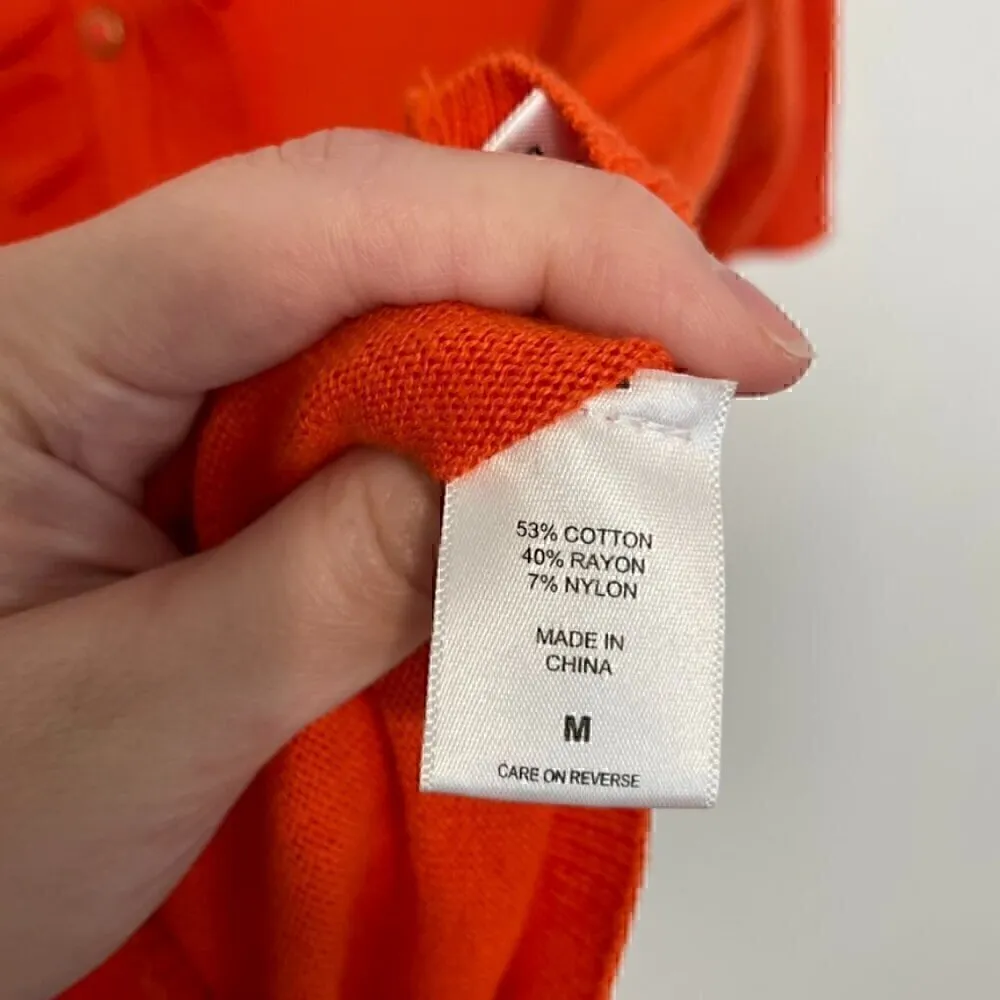 53% COTTON
40% RAYON
7% NYLON
MADE IN
CHINA
M
CARE ON REVERSE